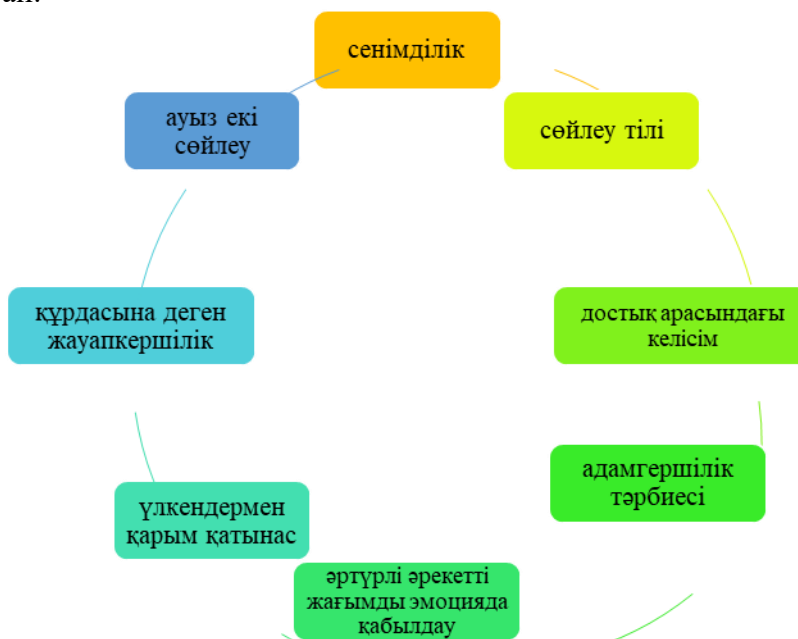 сенімділік
сөйлеу тілі
достық арасындағы
келісім
адамгершілік
тәрбиесі
әртүрлі әрекетті
жағымды эмоцияда
қабылдау
үлкендермен
қарым қатынас
құрдасына деген
жауапкершілік
ауыз екі
сөйлеу